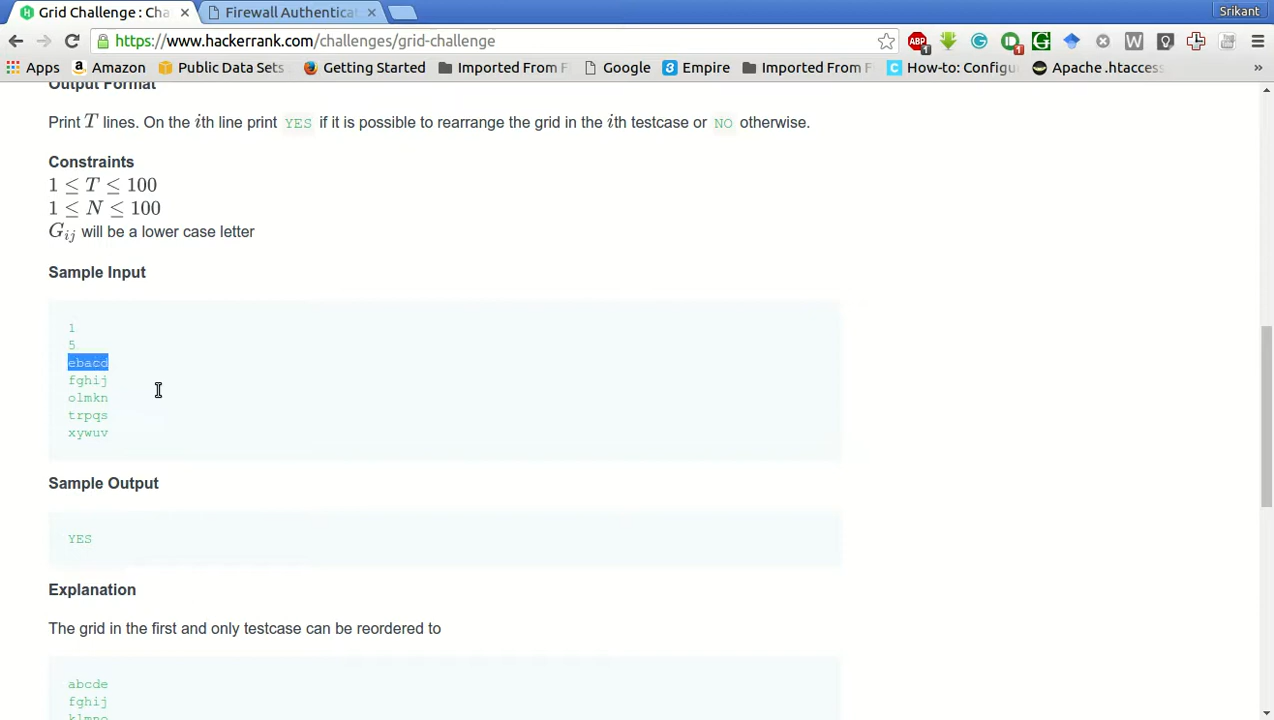 Grid Challenge : Cha
Firewall Authentica
Srikant
https://www.hackerrank.com/challenges/grid-challenge
Apps
Amazon
Public Data Sets
Getting Started
Imported From F
Google
Empire
Imported From F
How-to: Configu
Apache .htaccess
»
Output Format
Print T lines. On the ith line print YES if it is possible to rearrange the grid in the ith testcase or NO otherwise.
Constraints
1 ≤ T ≤ 100
1 ≤ N ≤ 100
Gij will be a lower case letter
Sample Input
1
5
ebacd
fghij
olmkn
trpqs
xywuv
Sample Output
YES
Explanation
The grid in the first and only testcase can be reordered to
abcde
fghij
klmno